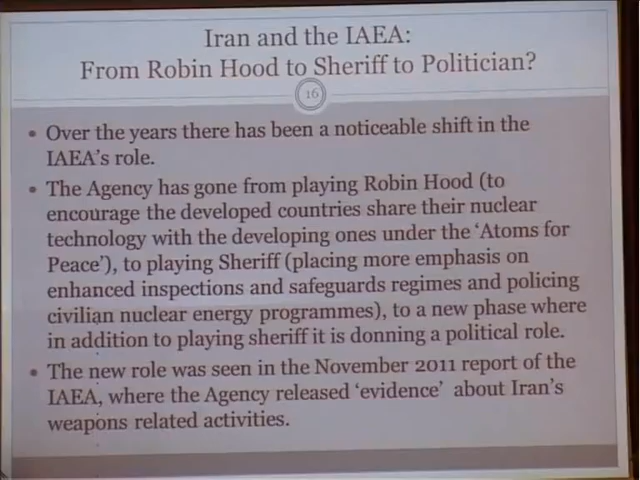 Iran and the IAEA:
From Robin Hood to Sheriff to Politician?
16
• Over the years there has been a noticeable shift in the
IAEA's role.
• The Agency has gone from playing Robin Hood (to
encourage the developed countries share their nuclear
technology with the developing ones under the 'Atoms for
Peace'), to playing Sheriff (placing more emphasis on
enhanced inspections and safeguards regimes and policing
civilian nuclear energy programmes), to a new phase where
in addition to playing sheriff it is donning a political role.
• The new role was seen in the November 2011 report of the
IAEA, where the Agency released 'evidence' about Iran's
weapons related activities.